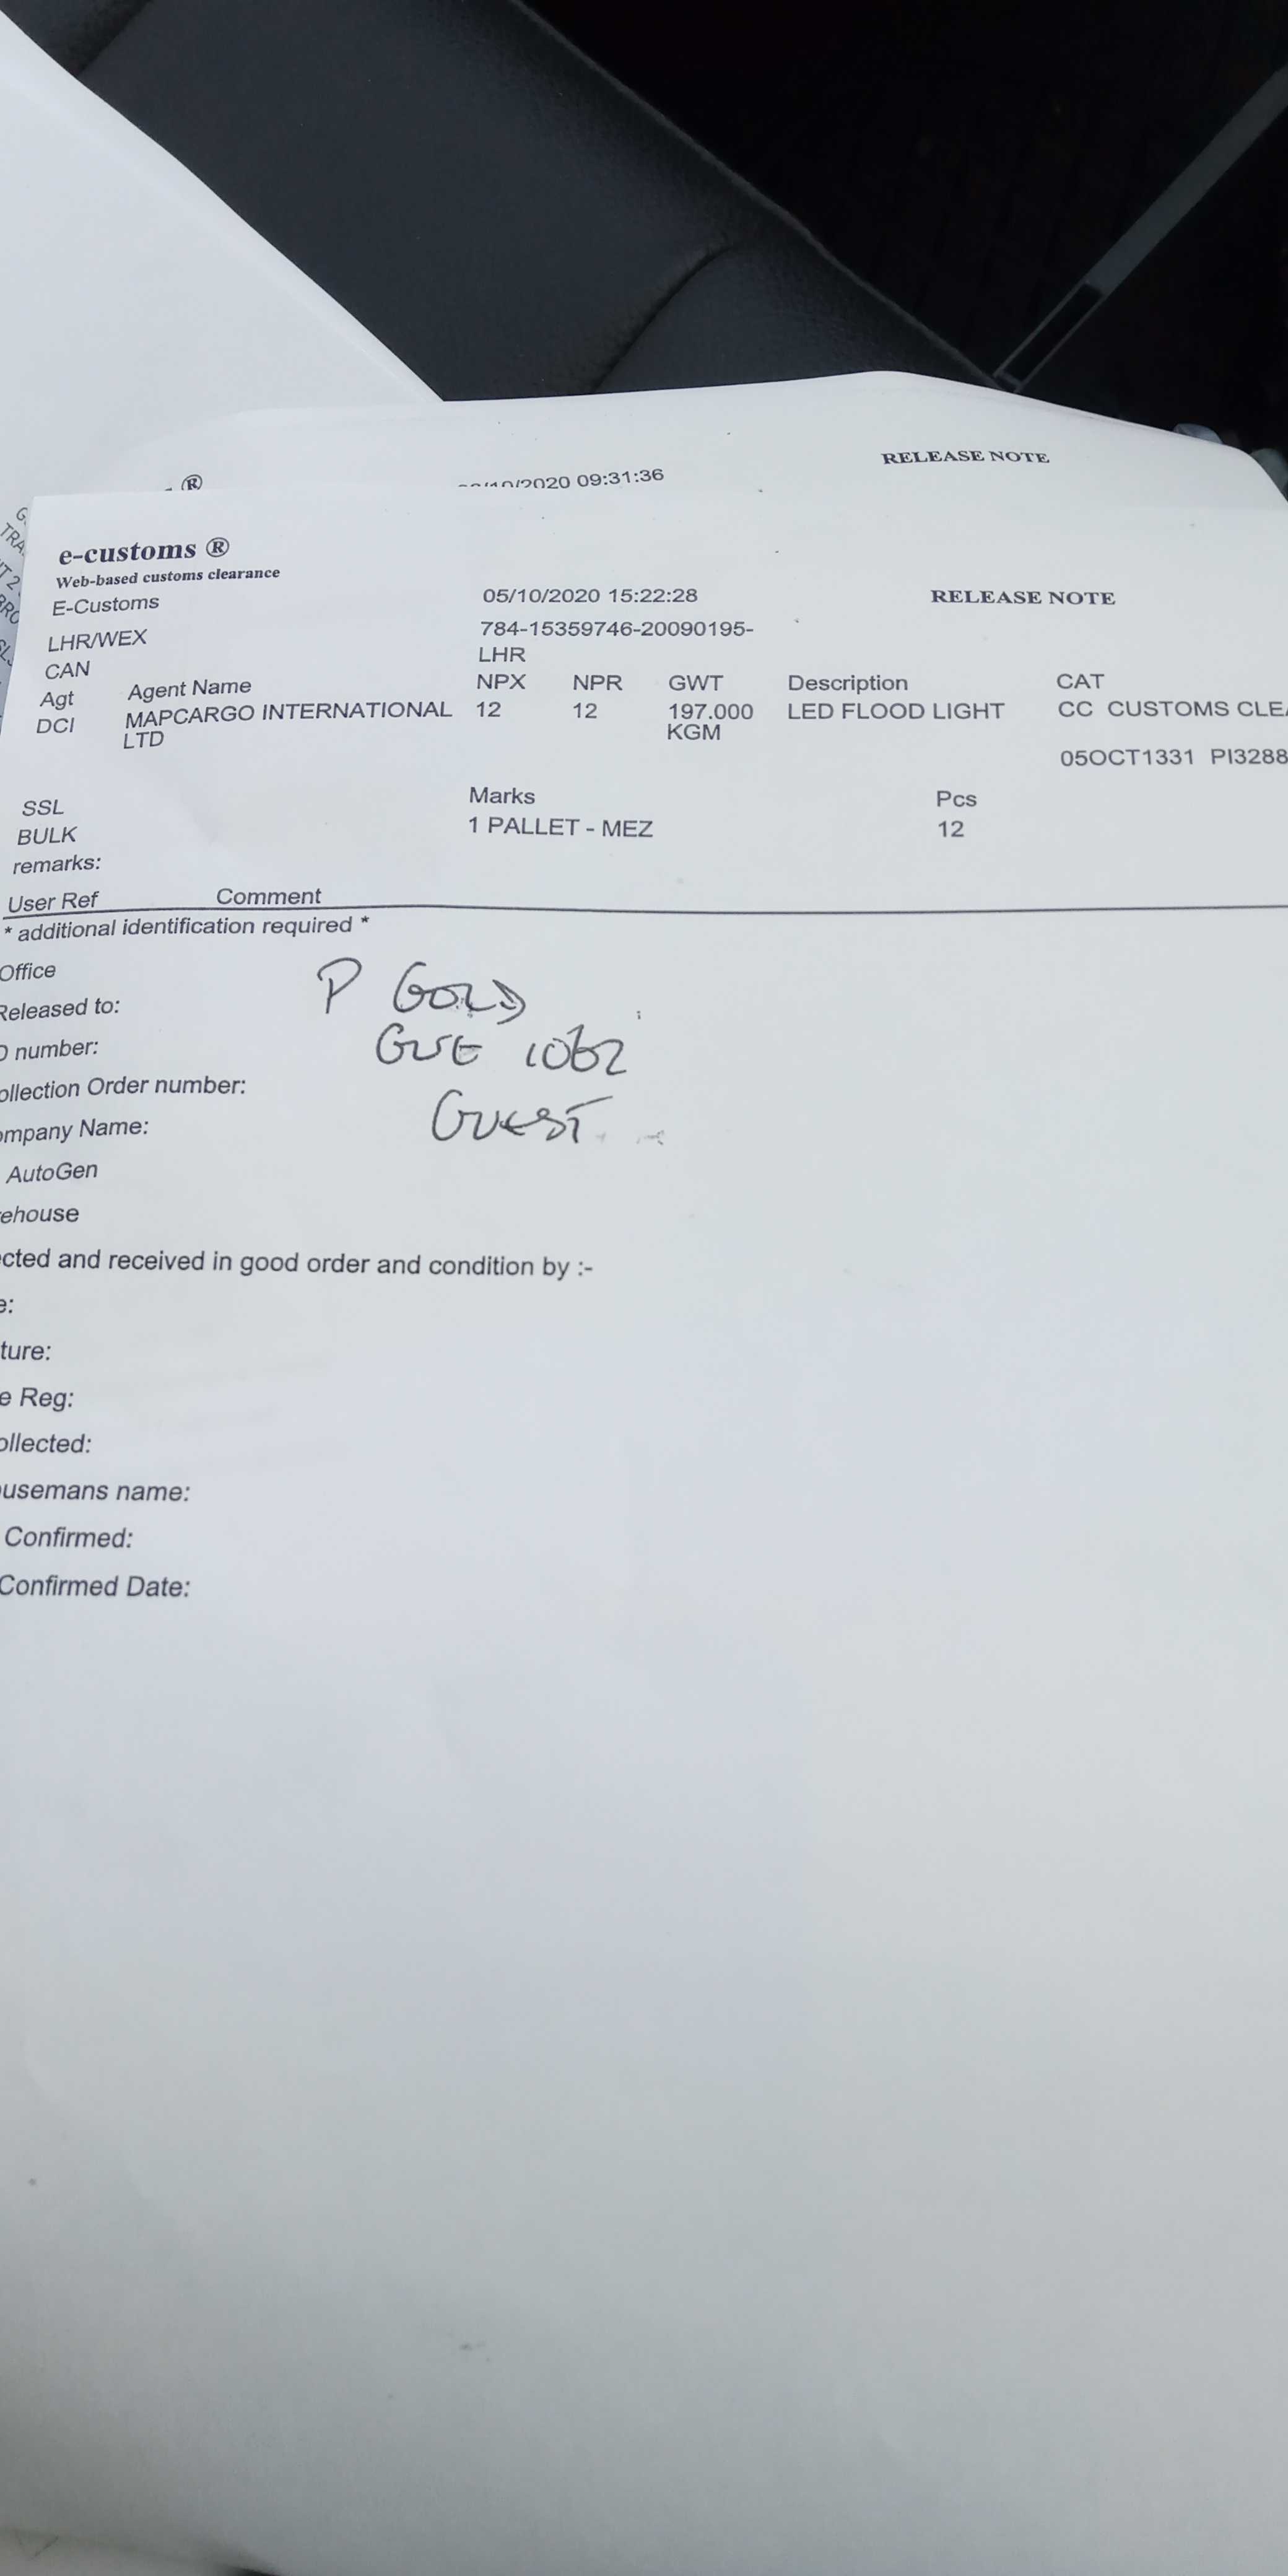 RELEASE NOTE
®
/10/2020 09:31:36
e-customs ®
Web-based customs clearance
E-Customs
05/10/2020 15:22:28
RELEASE NOTE
LHR/WEX
784-15359746-20090195-
LHR
CAN
Agt Agent Name NPX NPR GWT Description CAT
DCI MAPCARGO INTERNATIONAL 12 12 197.000 LED FLOOD LIGHT CC CUSTOMS CLEA
LTD KGM
05OCT1331 PI3288
SSL Marks Pcs
BULK 1 PALLET - MEZ 12
remarks:
User Ref Comment
* additional identification required *
Office
Released to: P GOLD
D number: GUE 1062
ollection Order number:
ompany Name: GUEST
AutoGen
ehouse
cted and received in good order and condition by :-
e:
ture:
e Reg:
ollected:
usemans name:
Confirmed:
Confirmed Date: